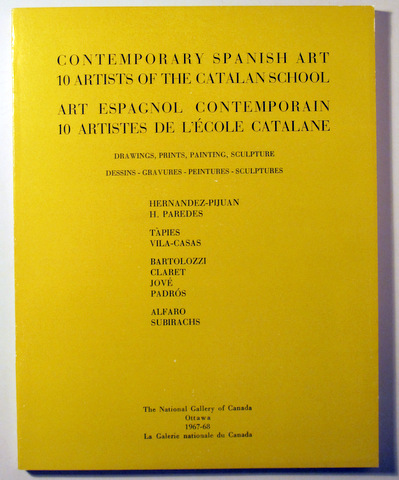 CONTEMPORARY SPANISH ART
10 ARTISTS OF THE CATALAN SCHOOL
ART ESPAGNOL CONTEMPORAIN
10 ARTISTES DE L'ÉCOLE CATALANE
DRAWINGS, PRINTS, PAINTING, SCULPTURE
DESSINS - GRAVURES - PEINTURES - SCULPTURES
HERNANDEZ-PIJUAN
H. PAREDES
TÀPIES
VILA-CASAS
BARTOLOZZI
CLARET
JOVÉ
PADRÓS
ALFARO
SUBIRACHS
The National Gallery of Canada
Ottawa
1967-68
La Galerie nationale du Canada